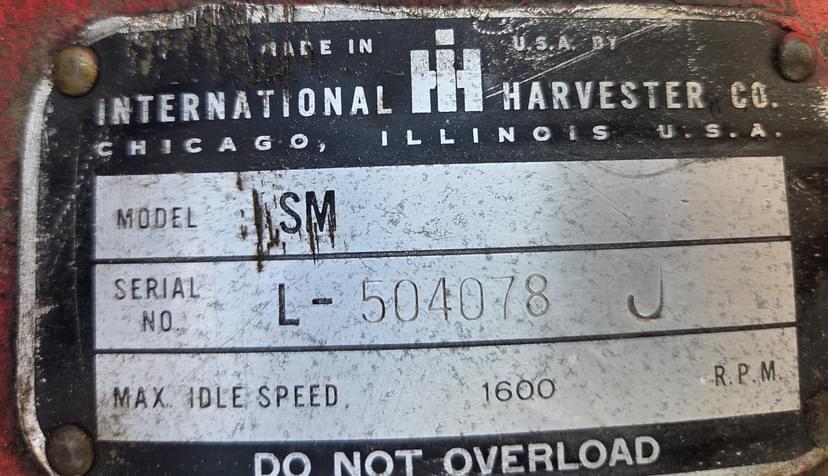 MADE IN IH U.S.A. BY
INTERNATIONAL HARVESTER CO.
CHICAGO, ILLINOIS U.S.A.
MODEL SM
SERIAL NO. L-504078 J
MAX. IDLE SPEED 1600 R.P.M.
DO NOT OVERLOAD